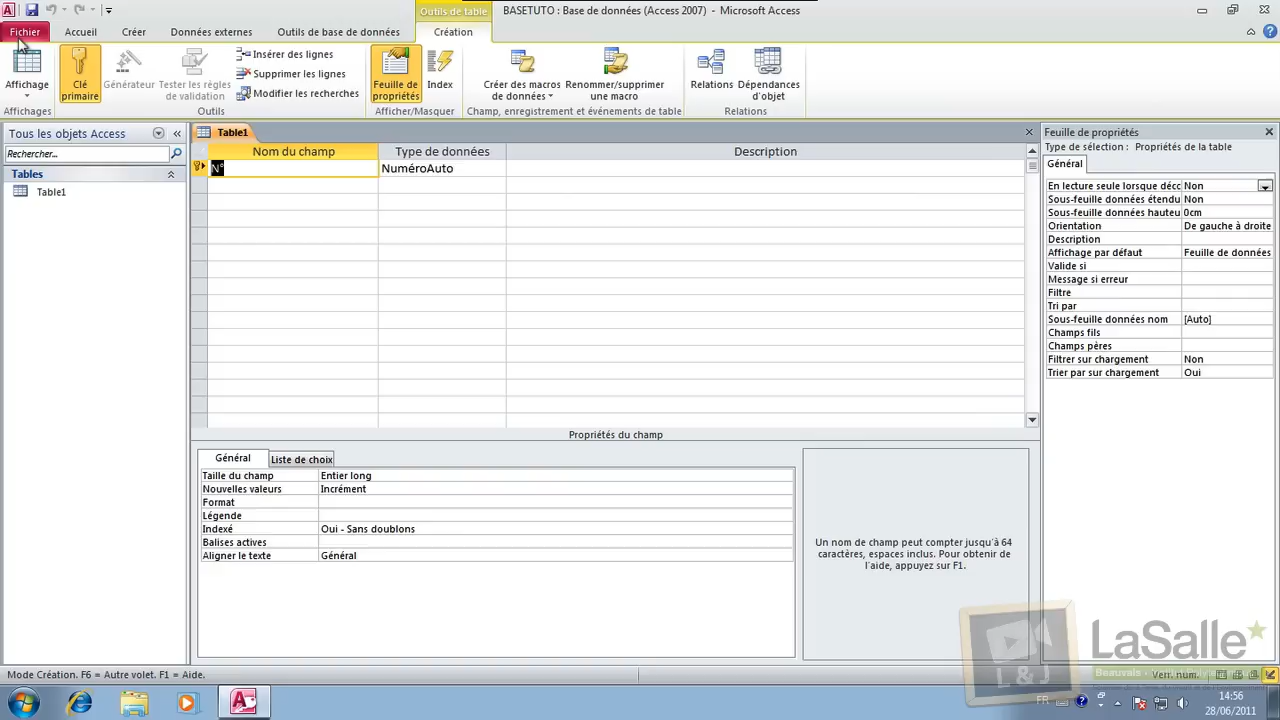 BASETUTO : Base de données (Access 2007) - Microsoft Access
Outils de table
Fichier
Accueil
Créer
Données externes
Outils de base de données
Création
Affichage
Clé primaire
Générateur
Tester les règles de validation
Insérer des lignes
Supprimer les lignes
Modifier les recherches
Feuille de propriétés
Index
Créer des macros de données
Renommer/supprimer une macro
Relations
Dépendances d'objet
Affichages
Outils
Afficher/Masquer
Champ, enregistrement et événements de table
Relations
Tous les objets Access
Rechercher...
Tables
Table1
Table1
Nom du champ
Type de données
Description
N°
NuméroAuto
Propriétés du champ
Général
Liste de choix
Taille du champ Entier long
Nouvelles valeurs Incrément
Format
Légende
Indexé Oui - Sans doublons
Balises actives
Aligner le texte Général
Un nom de champ peut compter jusqu'à 64
caractères, espaces inclus. Pour obtenir de
l'aide, appuyez sur F1.
Feuille de propriétés
Type de sélection : Propriétés de la table
Général
En lecture seule lorsque décc Non
Sous-feuille données étendu Non
Sous-feuille données hauteu 0cm
Orientation De gauche à droite
Description
Affichage par défaut Feuille de données
Valide si
Message si erreur
Filtre
Tri par
Sous-feuille données nom [Auto]
Champs fils
Champs pères
Filtrer sur chargement Non
Trier par sur chargement Oui
L & J
LaSalle
Mode Création. F6 = Autre volet. F1 = Aide.
Verr. num.
FR
14:56
28/06/2011